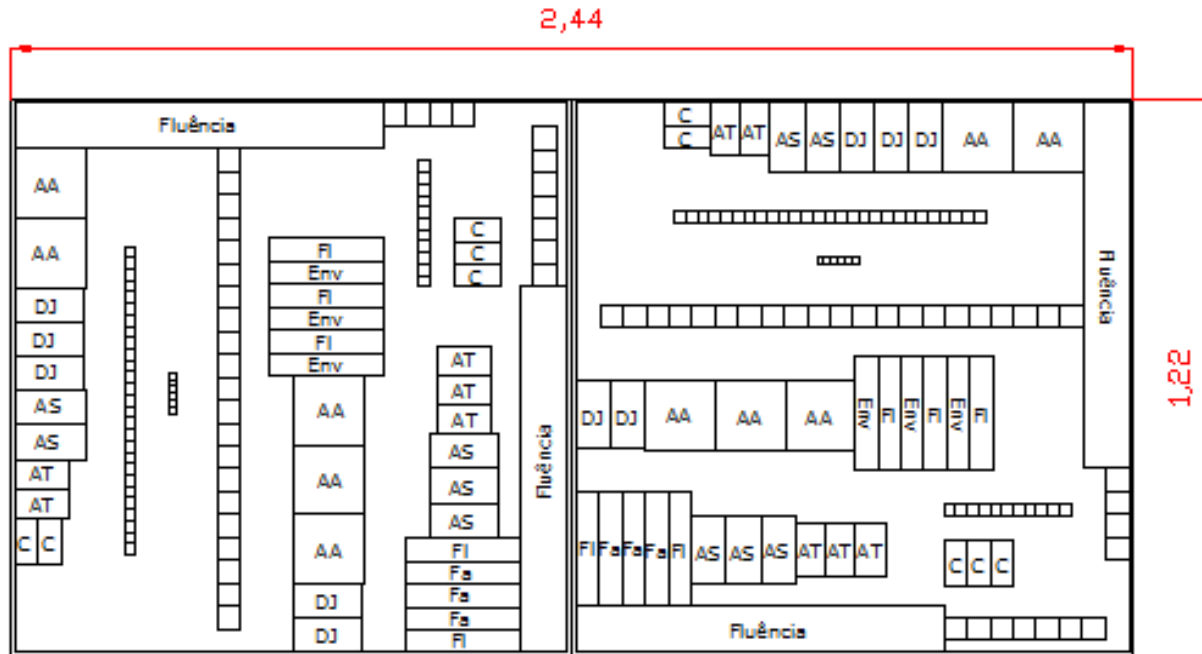 2,44
1,22
Fluência
AA
AA
DJ
DJ
DJ
AS
AS
AT
AT
C C
Fl
Env
Fl
Env
Fl
Env
AA
AA
AA
DJ
DJ
C
C
C
AT
AT
AT
AS
AS
AS
Fl
Fa
Fa
Fa
Fl
Fluência
C
C
AT AT AS AS DJ DJ DJ AA AA
Fluência
DJ DJ AA AA AA Env Fl Env Fl Env Fl
Fl Fa Fa Fa Fl AS AS AS AT AT AT
C C C
Fluência